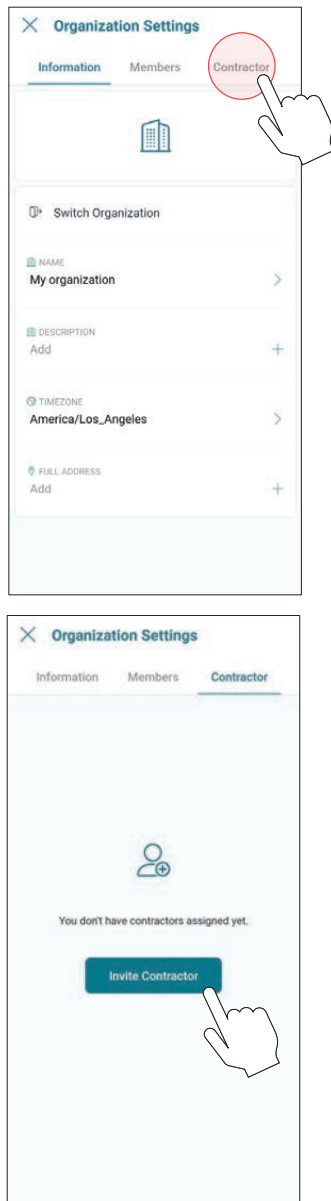 Organization Settings
Information Members Contractor
Switch Organization
NAME
My organization
DESCRIPTION
Add
TIMEZONE
America/Los_Angeles
FULL ADDRESS
Add
Organization Settings
Information Members Contractor
You don't have contractors assigned yet.
Invite Contractor